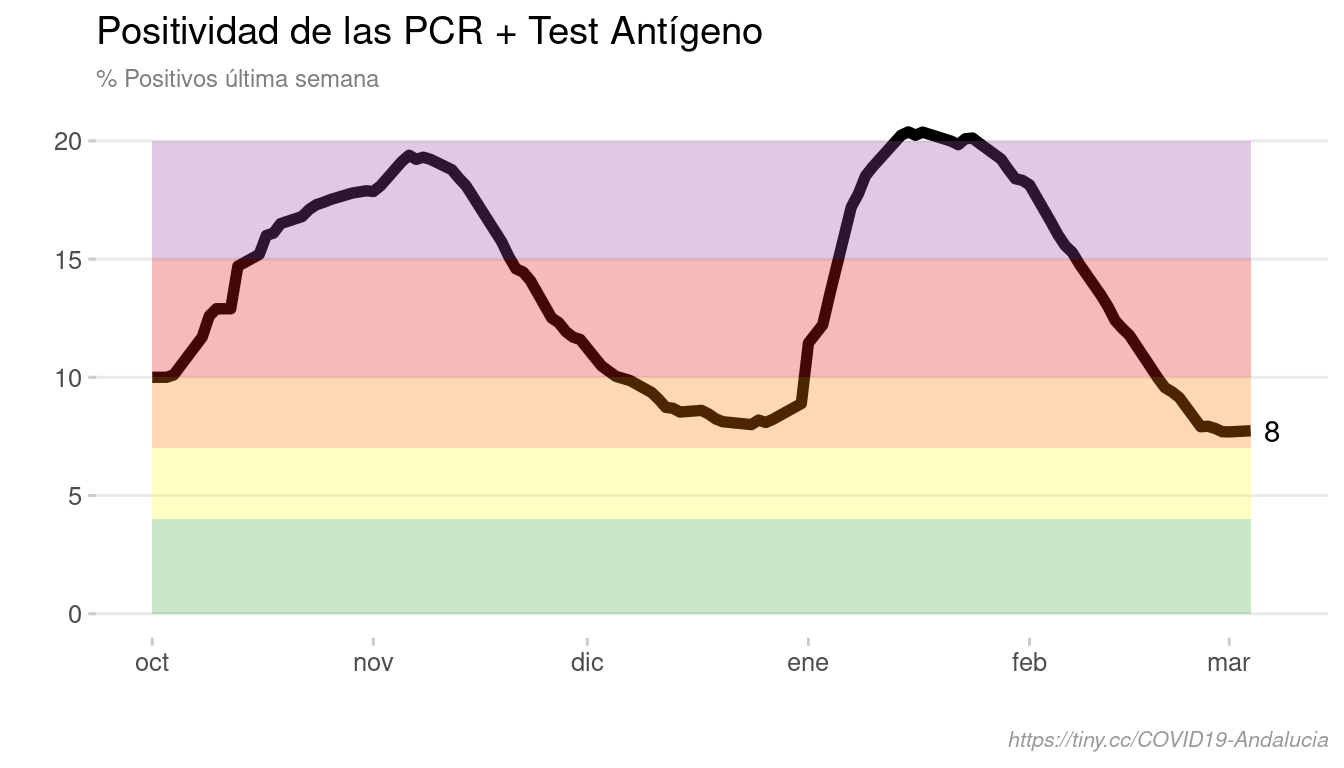 Positividad de las PCR + Test Antígeno
% Positivos última semana
20
15
10
5
0
8
oct nov dic ene feb mar
https://tiny.cc/COVID19-Andalucia